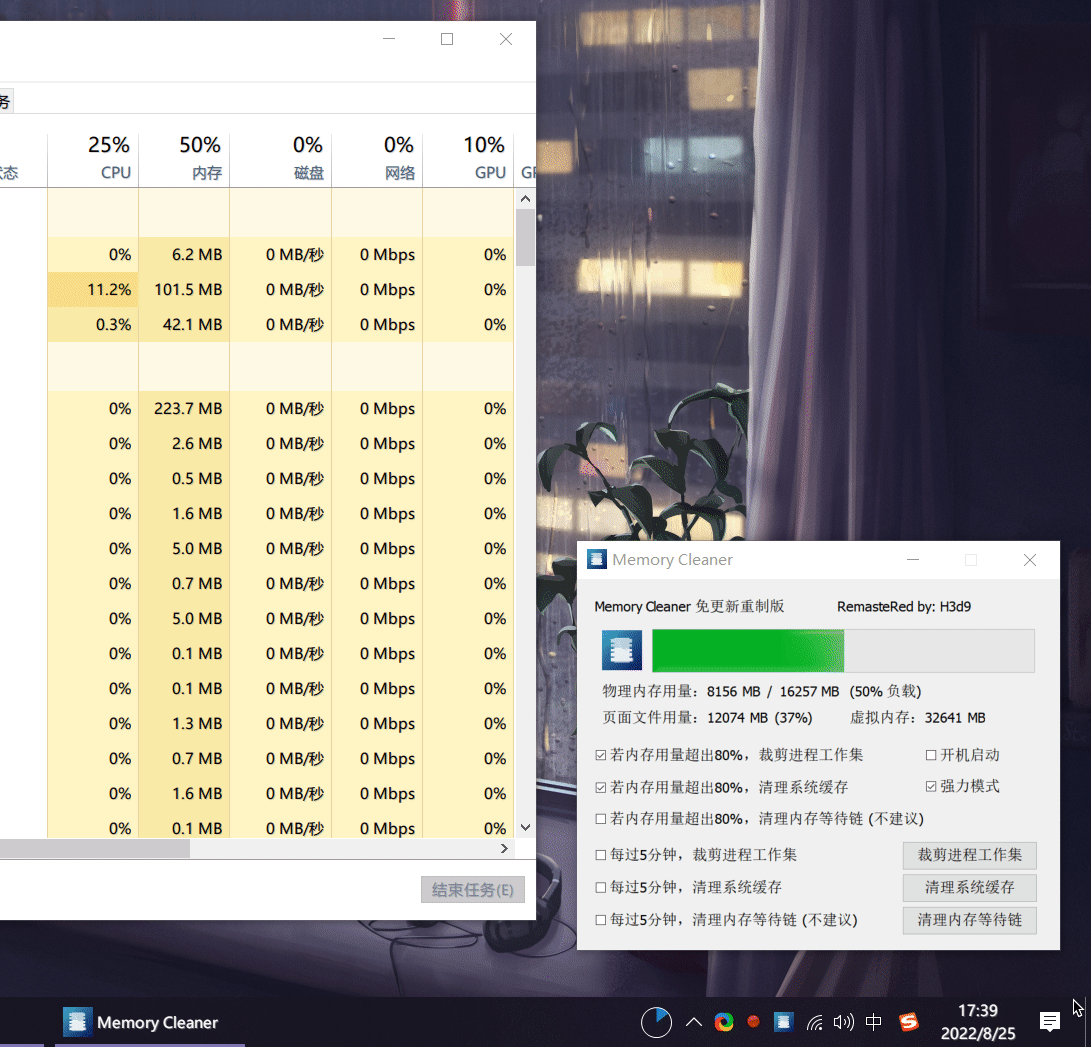 务
25% 50% 0% 0% 10%
状态 CPU 内存 磁盘 网络 GPU GP
0% 6.2 MB 0 MB/秒 0 Mbps 0%
11.2% 101.5 MB 0 MB/秒 0 Mbps 0%
0.3% 42.1 MB 0 MB/秒 0 Mbps 0%
0% 223.7 MB 0 MB/秒 0 Mbps 0%
0% 2.6 MB 0 MB/秒 0 Mbps 0%
0% 0.5 MB 0 MB/秒 0 Mbps 0%
0% 1.6 MB 0 MB/秒 0 Mbps 0%
0% 5.0 MB 0 MB/秒 0 Mbps 0%
0% 0.7 MB 0 MB/秒 0 Mbps 0%
0% 5.0 MB 0 MB/秒 0 Mbps 0%
0% 0.1 MB 0 MB/秒 0 Mbps 0%
0% 0.1 MB 0 MB/秒 0 Mbps 0%
0% 1.3 MB 0 MB/秒 0 Mbps 0%
0% 0.7 MB 0 MB/秒 0 Mbps 0%
0% 1.6 MB 0 MB/秒 0 Mbps 0%
0% 0.1 MB 0 MB/秒 0 Mbps 0%
结束任务(E)
Memory Cleaner
Memory Cleaner 免更新重制版 RemasteRed by: H3d9
物理内存用量：8156 MB / 16257 MB (50% 负载)
页面文件用量：12074 MB (37%) 虚拟内存：32641 MB
若内存用量超出80%，裁剪进程工作集 开机启动
若内存用量超出80%，清理系统缓存 强力模式
若内存用量超出80%，清理内存等待链 (不建议)
每过5分钟，裁剪进程工作集 裁剪进程工作集
每过5分钟，清理系统缓存 清理系统缓存
每过5分钟，清理内存等待链 (不建议) 清理内存等待链
Memory Cleaner 中 S 17:39
2022/8/25